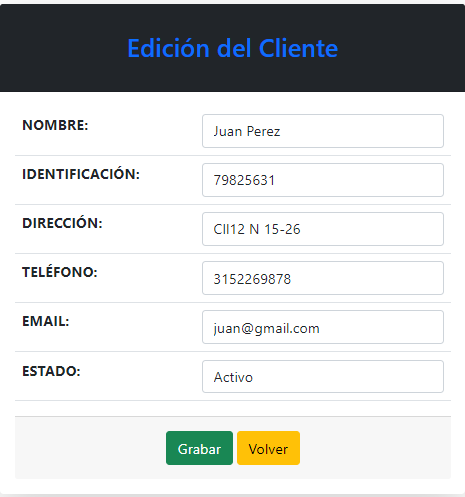 Edición del Cliente
NOMBRE: Juan Perez
IDENTIFICACIÓN: 79825631
DIRECCIÓN: Cll12 N 15-26
TELÉFONO: 3152269878
EMAIL: juan@gmail.com
ESTADO: Activo
Grabar Volver